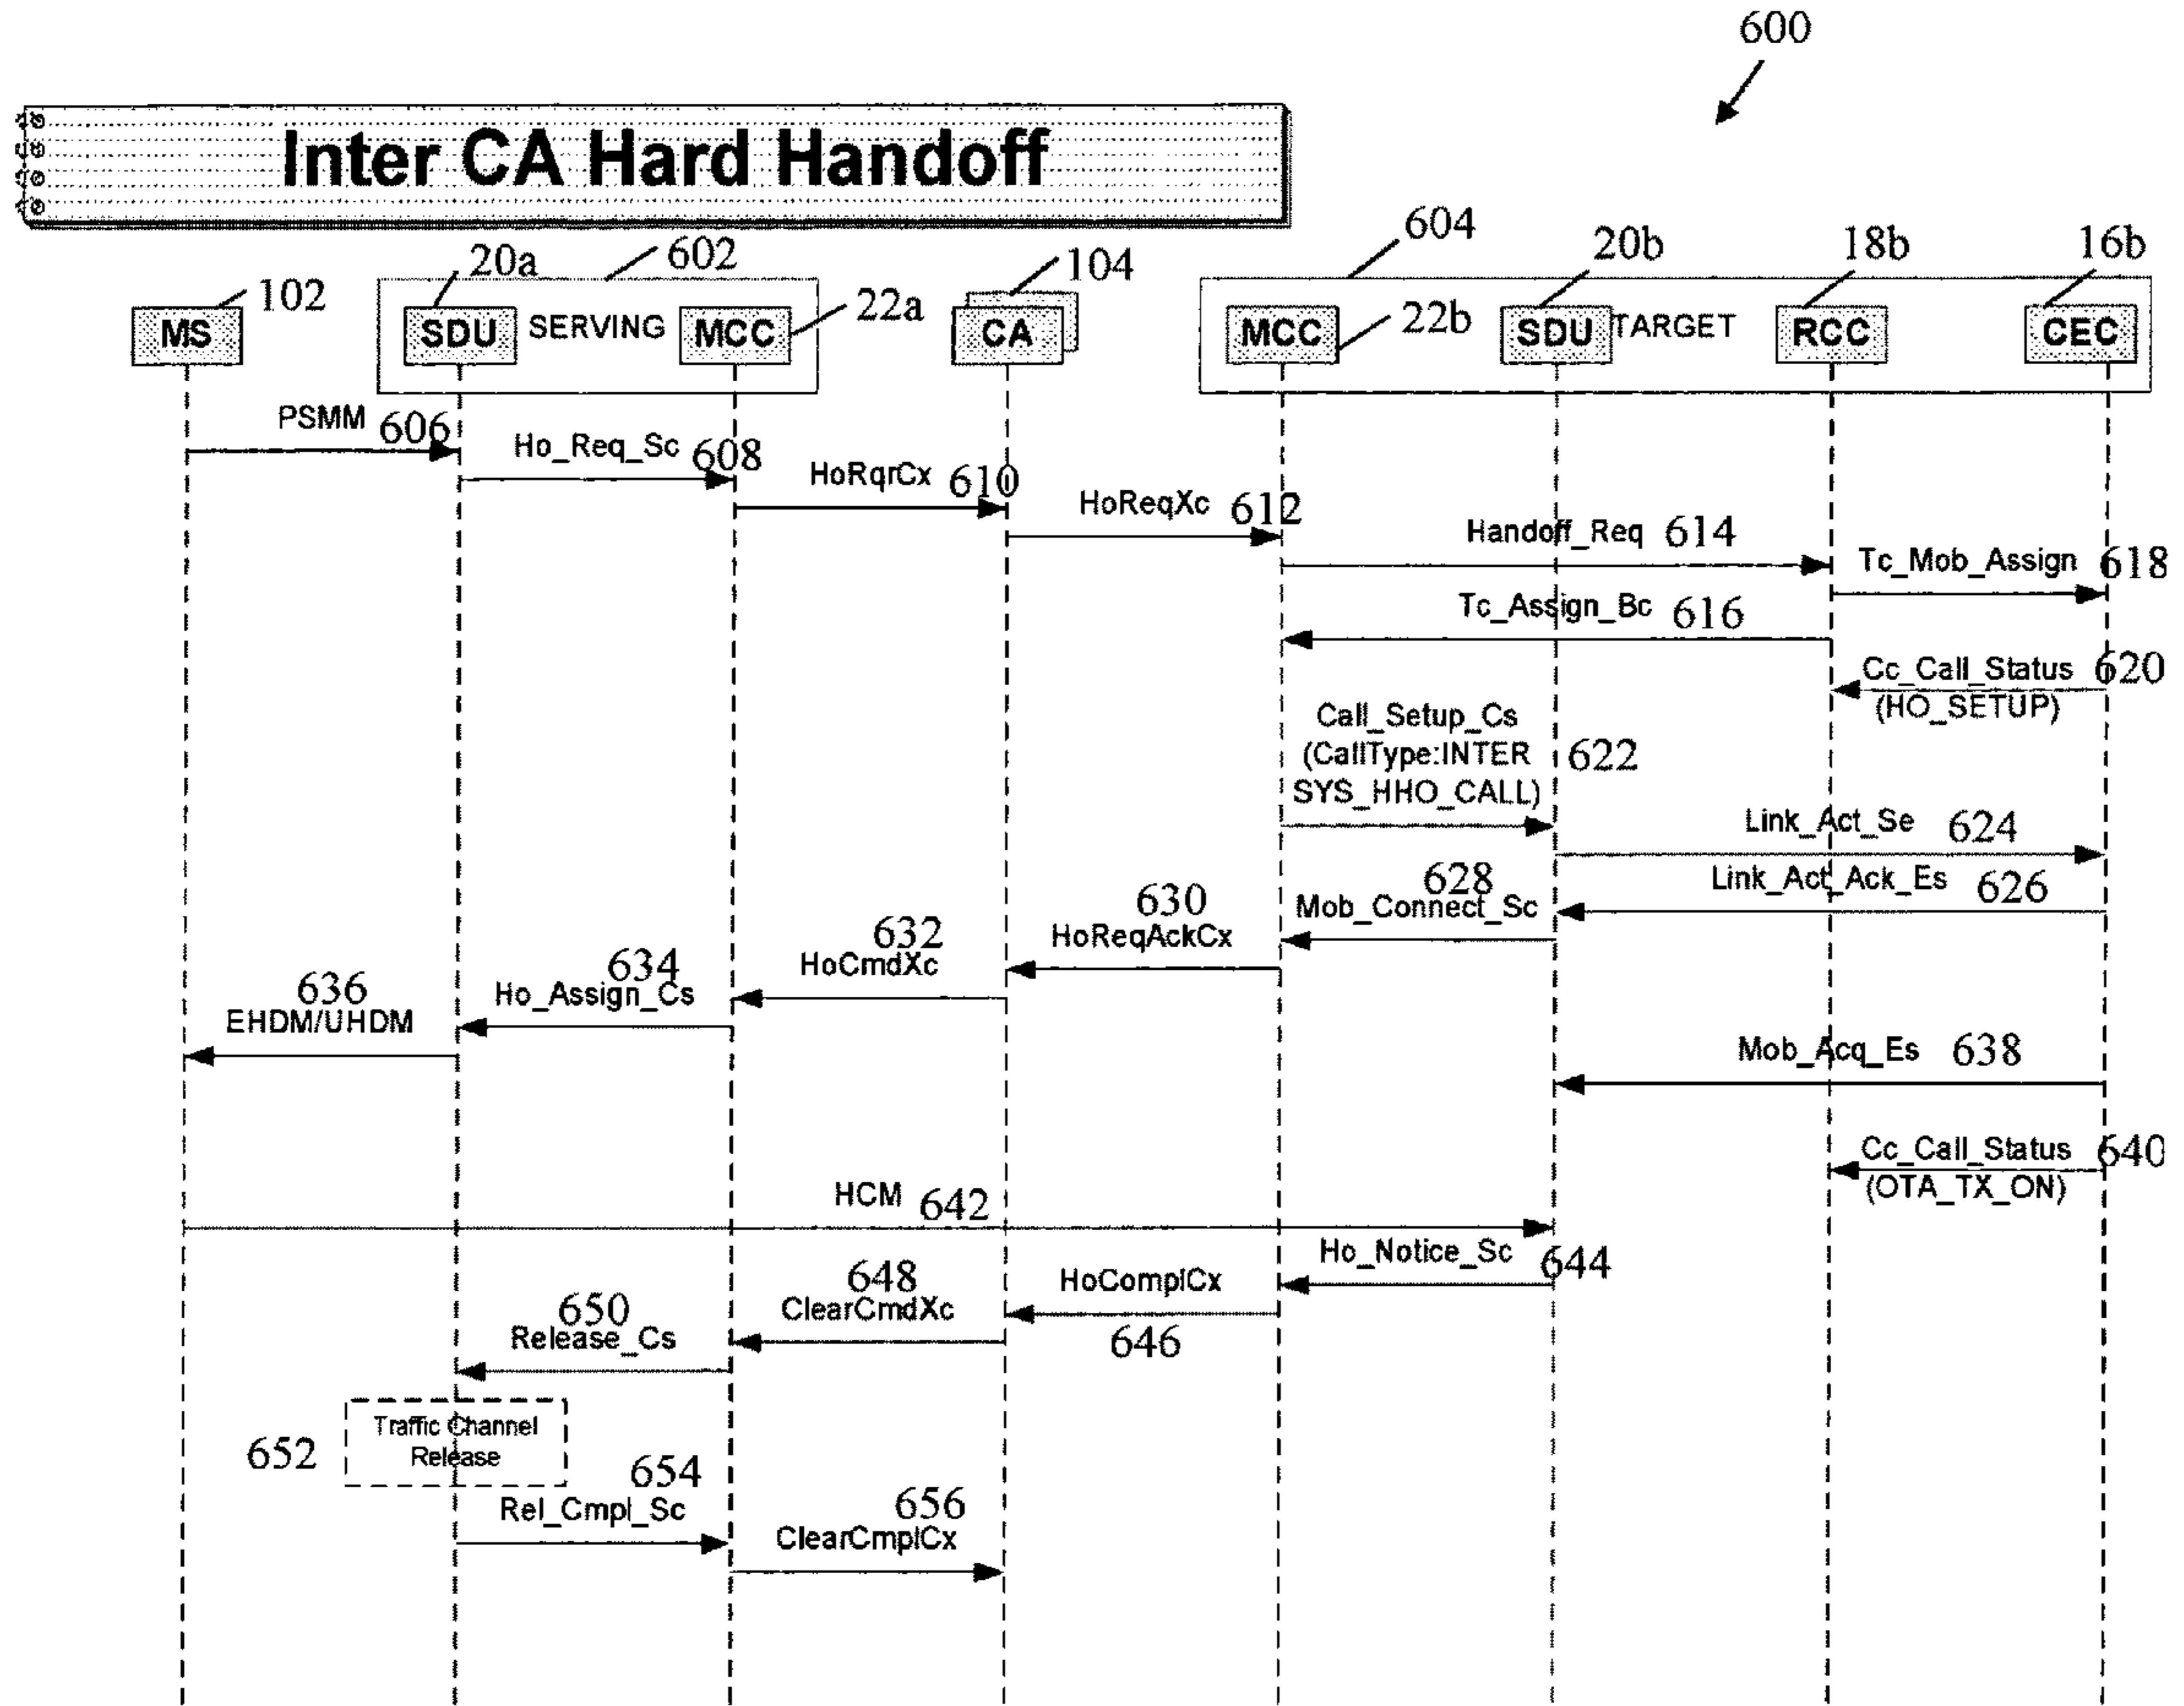 600
Inter CA Hard Handoff
20a
602
104
604
20b
18b
16b
102
MS
SDU
SERVING
MCC
22a
CA
MCC
22b
SDU
TARGET
RCC
CEC
PSMM 606
Ho_Req_Sc 608
HoRqrCx 610
HoReqXc 612
Handoff_Req 614
Tc_Mob_Assign 618
Tc_Assign_Bc 616
Cc_Call_Status 620
(HO_SETUP)
Call_Setup_Cs
(CallType:INTER
SYS_HHO_CALL)
622
Link_Act_Se 624
Link_Act_Ack_Es 626
628
Mob_Connect_Sc
630
HoReqAckCx
632
HoCmdXc
634
Ho_Assign_Cs
636
EHDM/UHDM
Mob_Acq_Es 638
Cc_Call_Status 640
(OTA_TX_ON)
HCM 642
Ho_Notice_Sc 644
HoComplCx
646
648
ClearCmdXc
650
Release_Cs
652
Traffic Channel
Release
654
Rel_Cmpl_Sc
656
ClearCmplCx